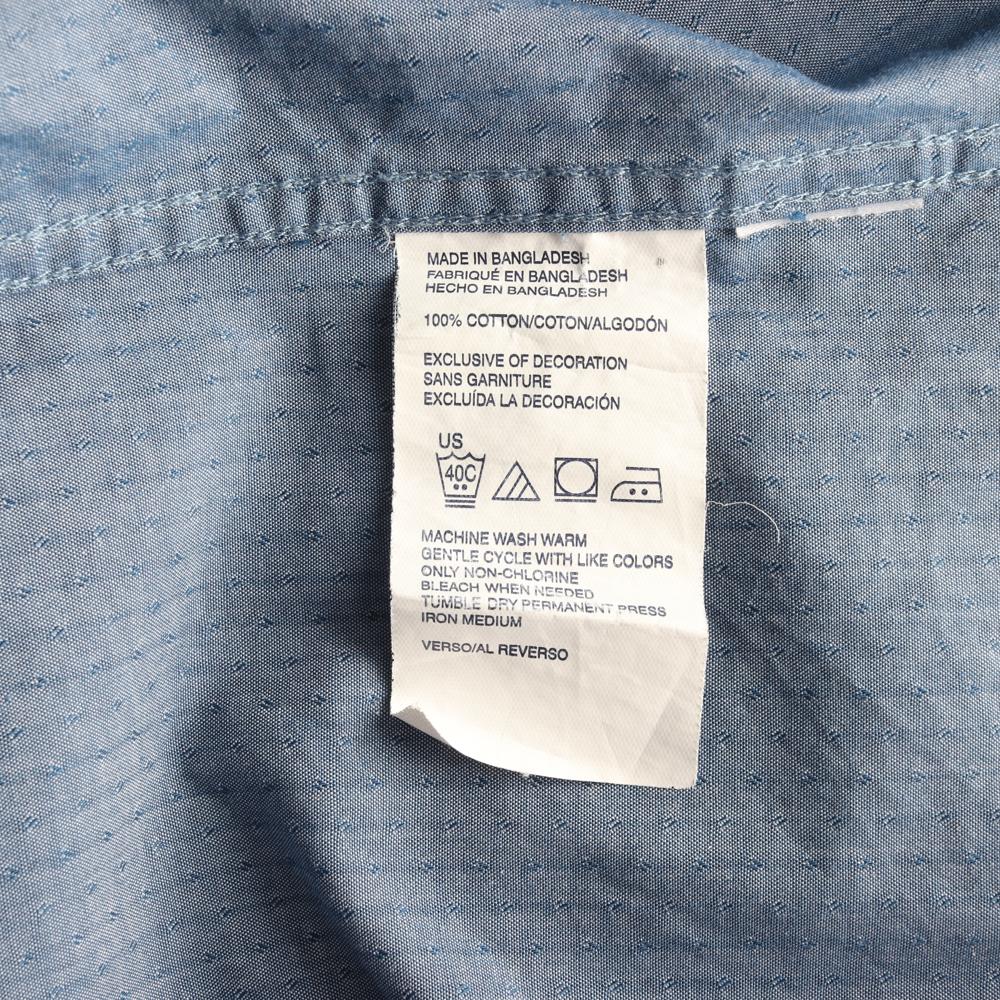 MADE IN BANGLADESH
FABRIQUÉ EN BANGLADESH
HECHO EN BANGLADESH
100% COTTON/COTON/ALGODÓN
EXCLUSIVE OF DECORATION
SANS GARNITURE
EXCLUÍDA LA DECORACIÓN
US
40C
MACHINE WASH WARM
GENTLE CYCLE WITH LIKE COLORS
ONLY NON-CHLORINE
BLEACH WHEN NEEDED
TUMBLE DRY PERMANENT PRESS
IRON MEDIUM
VERSO/AL REVERSO